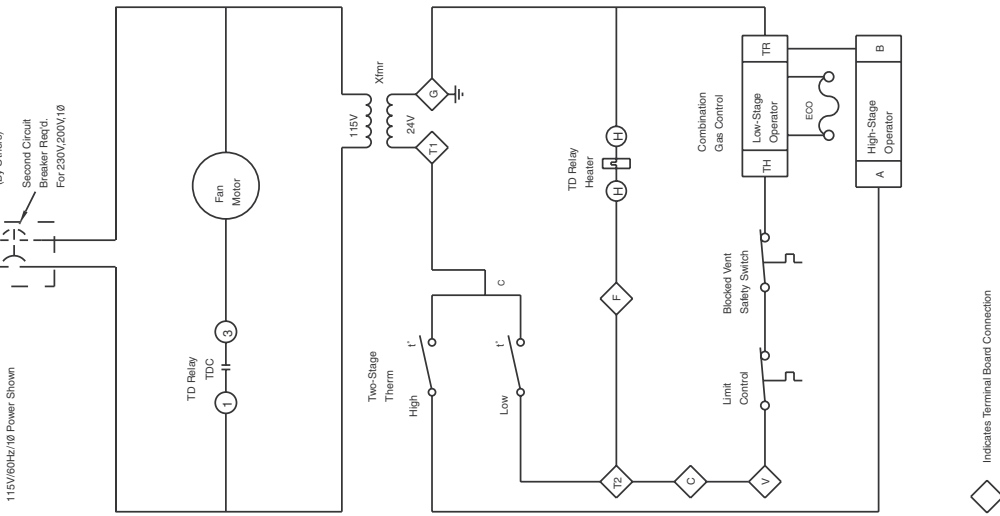 (By Others)
Second Circuit
Breaker Req'd.
For 230V,200V,1Ø
115V/60Hz/1Ø Power Shown
Fan
Motor
TD Relay
TDC
1
3
Xfmr
115V
24V
G
T1
C
Two-Stage
Therm
High
t'
Low
t'
TD Relay
Heater
H
H
F
T2
C
V
Combination
Gas Control
TR
Low-Stage
Operator
TH
ECO
B
High-Stage
Operator
A
Blocked Vent
Safety Switch
Limit
Control
Indicates Terminal Board Connection